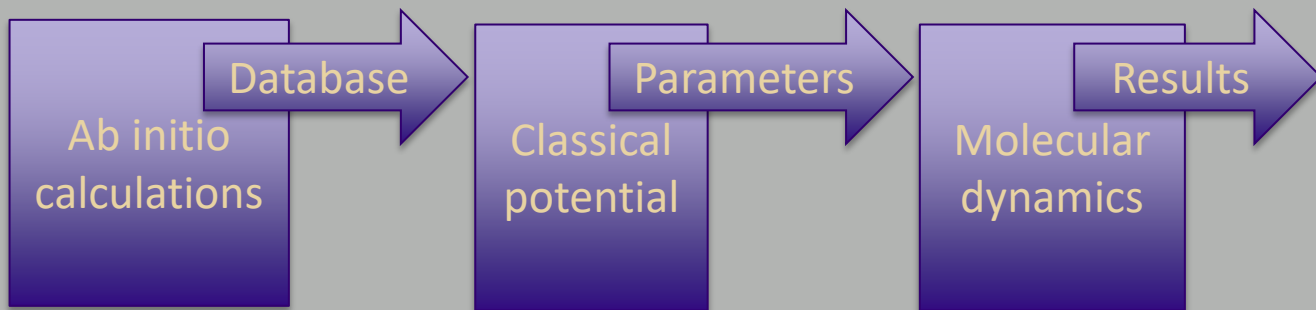 Database
Ab initio
calculations
Parameters
Classical
potential
Results
Molecular
dynamics